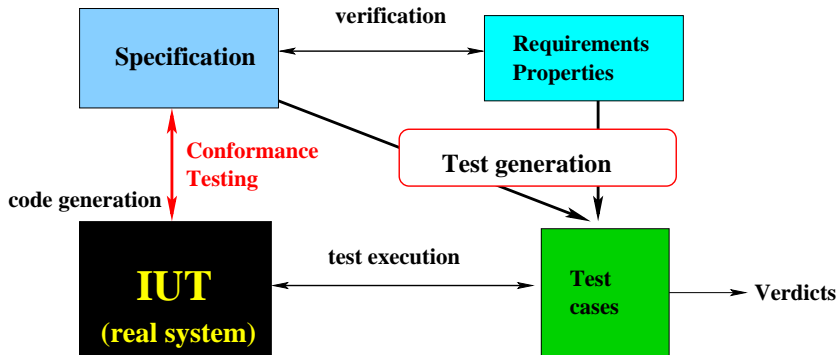 verification
Specification
Requirements
Properties
Conformance
Testing
Test generation
code generation
IUT
(real system)
test execution
Test
cases
Verdicts